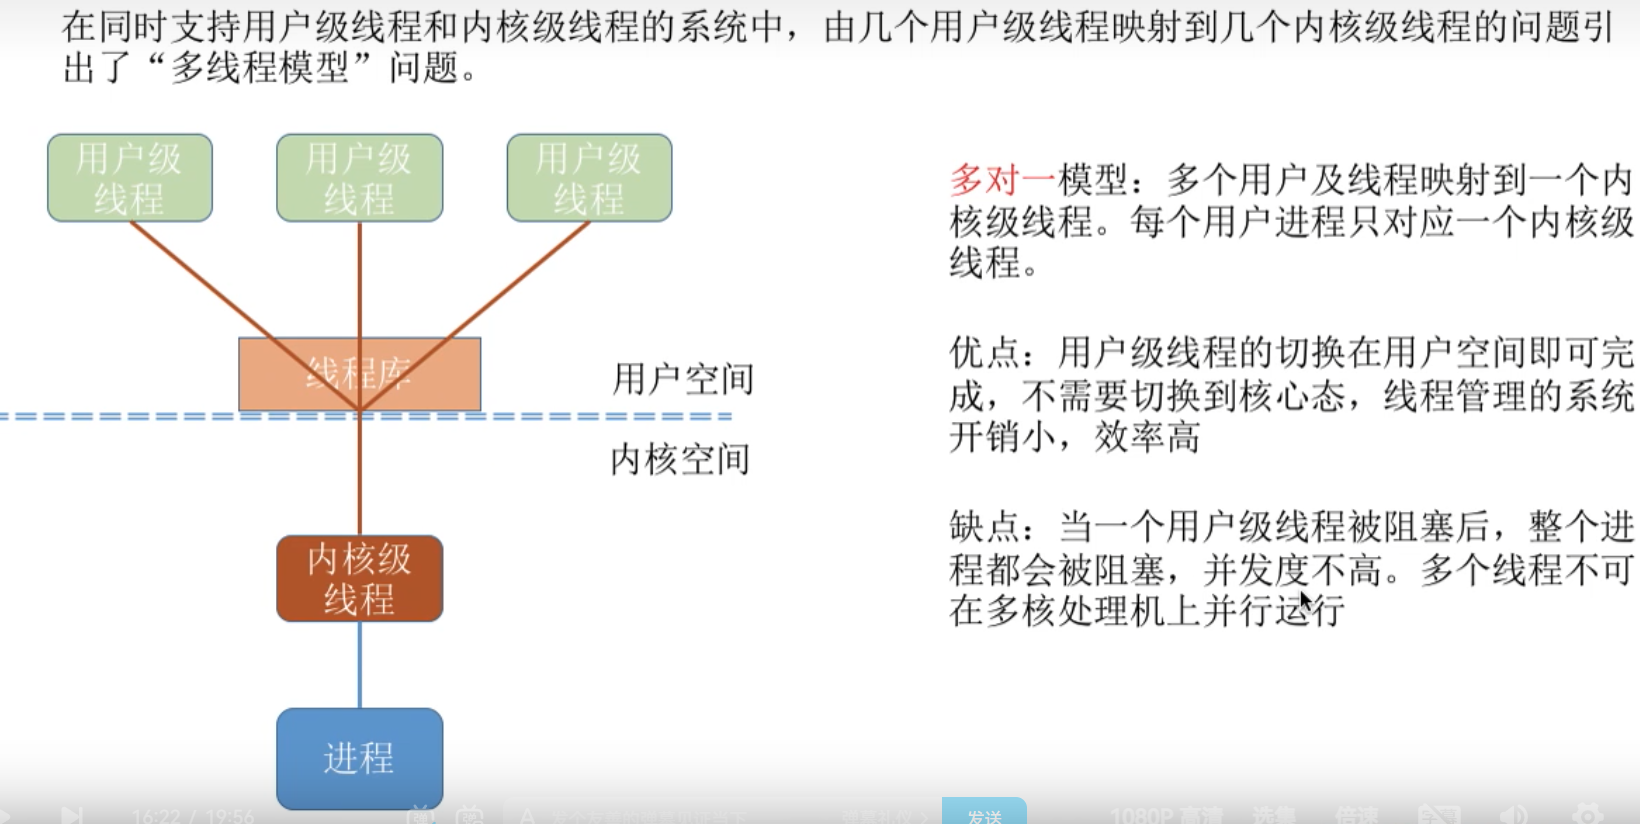 在同时支持用户级线程和内核级线程的系统中，由几个用户级线程映射到几个内核级线程的问题引
出了“多线程模型”问题。
用户级
线程
用户级
线程
用户级
线程
多对一模型：多个用户及线程映射到一个内
核级线程。每个用户进程只对应一个内核级
线程。
线程库
用户空间
优点：用户级线程的切换在用户空间即可完
成，不需要切换到核心态，线程管理的系统
开销小，效率高
内核空间
内核级
线程
缺点：当一个用户级线程被阻塞后，整个进
程都会被阻塞，并发度不高。多个线程不可
在多核处理机上并行运行
进程
16:22 / 19:56
弹幕礼仪 >
发送
1080P 高清
选集
倍速